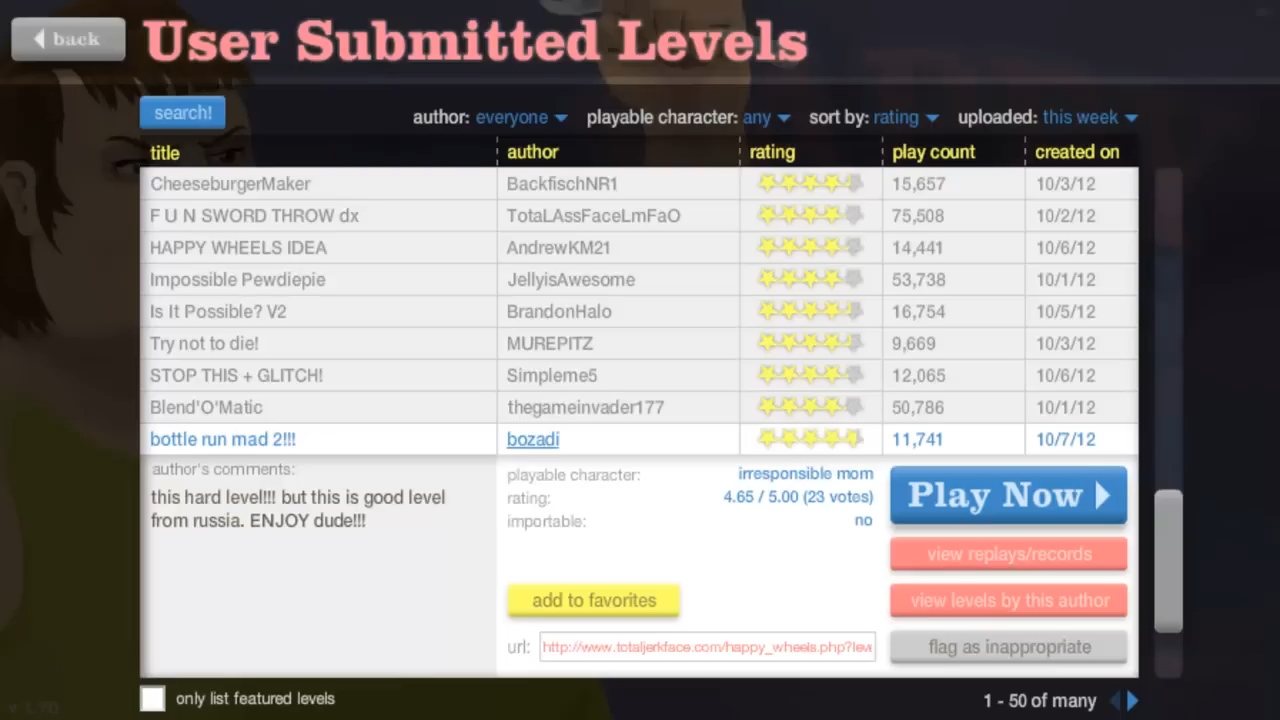 back
User Submitted Levels
search!
author: everyone playable character: any sort by: rating uploaded: this week
title author rating play count created on
CheeseburgerMaker BackfischNR1 15,657 10/3/12
F U N SWORD THROW dx TotaLAssFaceLmFaO 75,508 10/2/12
HAPPY WHEELS IDEA AndrewKM21 14,441 10/6/12
Impossible Pewdiepie JellyisAwesome 53,738 10/1/12
Is It Possible? V2 BrandonHalo 16,754 10/5/12
Try not to die! MUREPITZ 9,669 10/3/12
STOP THIS + GLITCH! Simpleme5 12,065 10/6/12
Blend'O'Matic thegameinvader177 50,786 10/1/12
bottle run mad 2!!! bozadi 11,741 10/7/12
author's comments:
this hard level!!! but this is good level
from russia. ENJOY dude!!!
playable character: irresponsible mom
rating: 4.65 / 5.00 (23 votes)
importable: no
add to favorites
url: http://www.totaljerkface.com/happy_wheels.php?lev
Play Now
view replays/records
view levels by this author
flag as inappropriate
only list featured levels
1 - 50 of many